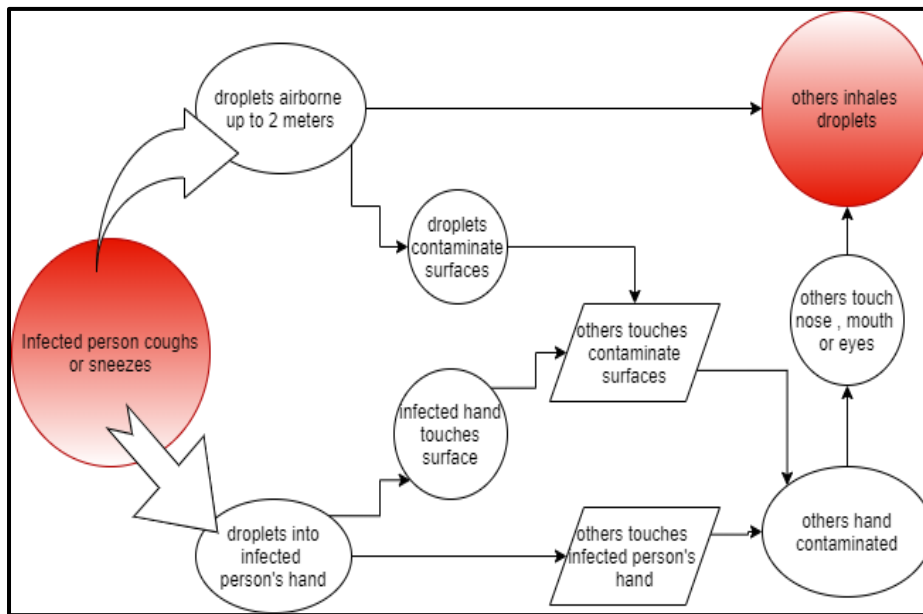 droplets airborne
up to 2 meters
others inhales
droplets
droplets
contaminate
surfaces
others touch
nose , mouth
or eyes
Infected person coughs
or sneezes
others touches
contaminate
surfaces
infected hand
touches
surface
droplets into
infected
person's hand
others touches
infected person's
hand
others hand
contaminated